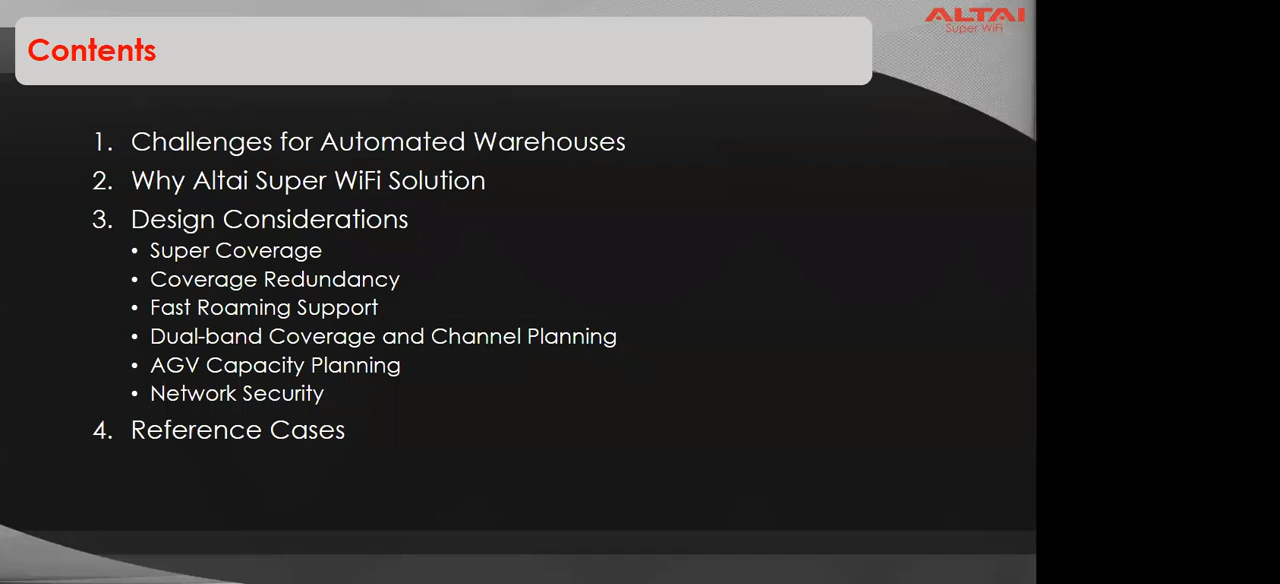 ALTAI
Super WiFi
Contents
1. Challenges for Automated Warehouses
2. Why Altai Super WiFi Solution
3. Design Considerations
• Super Coverage
• Coverage Redundancy
• Fast Roaming Support
• Dual-band Coverage and Channel Planning
• AGV Capacity Planning
• Network Security
4. Reference Cases